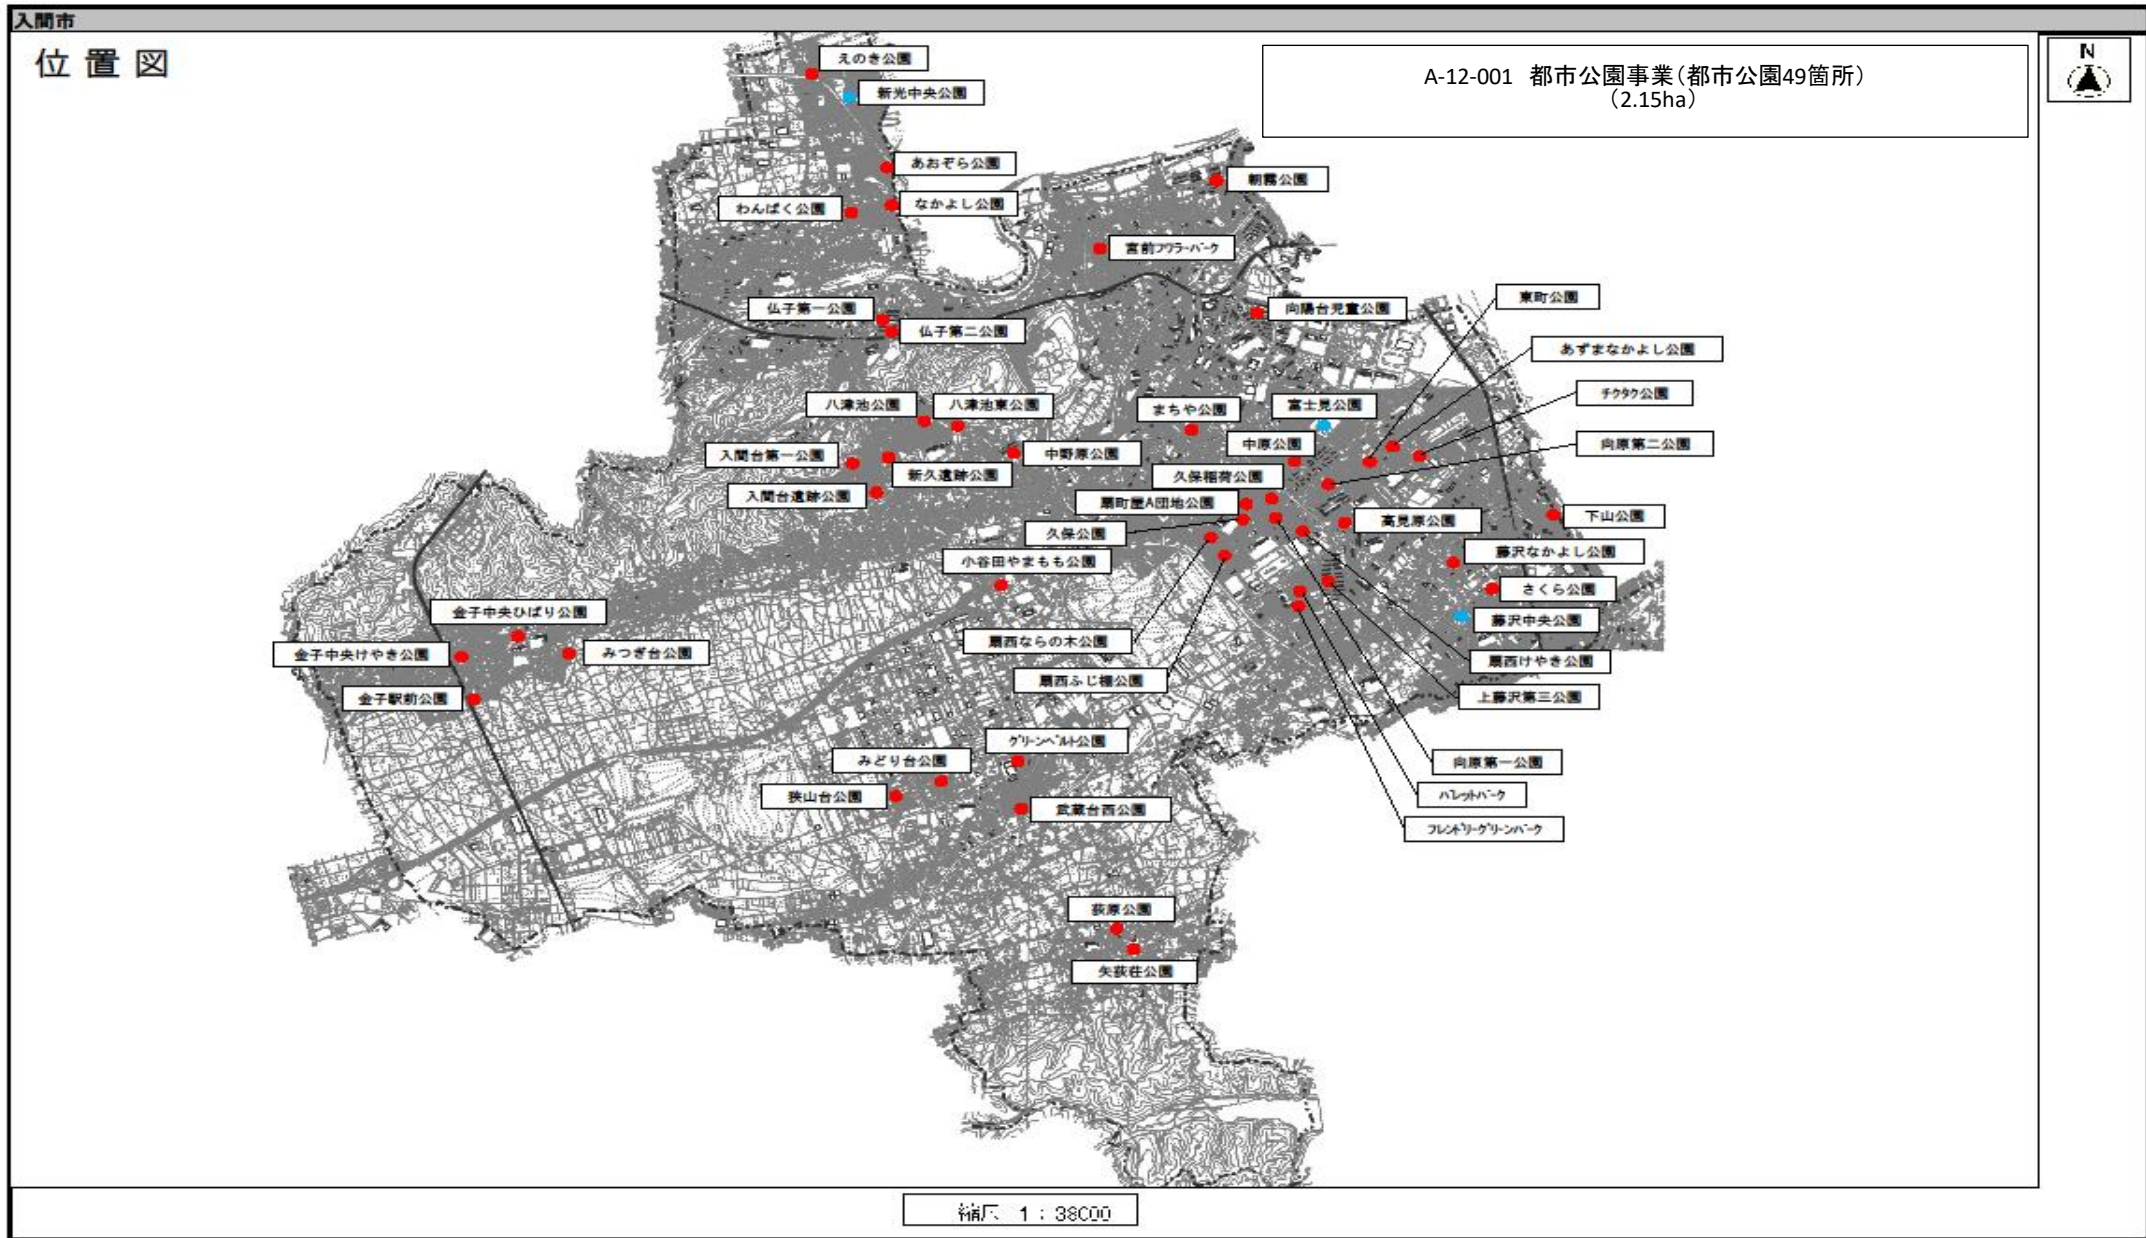 入間市
位置図
A-12-001 都市公園事業（都市公園49箇所）
（2.15ha）
N
えのき公園
新光中央公園
あおぞら公園
朝霧公園
わんぱく公園
なかよし公園
宮前フワラーパーク
東町公園
仏子第一公園
向陽台児童公園
仏子第二公園
あずまなかよし公園
チクタク公園
八津池公園
八津池東公園
まちや公園
富士見公園
中原公園
向原第二公園
入間台第一公園
中野原公園
新久遺跡公園
久保稲荷公園
入間台遺跡公園
扇町屋A団地公園
高見原公園
下山公園
久保公園
藤沢なかよし公園
小谷田やまもも公園
さくら公園
金子中央ひばり公園
藤沢中央公園
扇西ならの木公園
金子中央けやき公園
みつぎ台公園
扇西けやき公園
扇西ふじ棚公園
金子駅前公園
上藤沢第三公園
グリーンベルト公園
みどり台公園
向原第一公園
狭山台公園
武蔵台西公園
ハレットパーク
フレンドリーグリーンパーク
荻原公園
矢荻荘公園
縮尺 1：38000